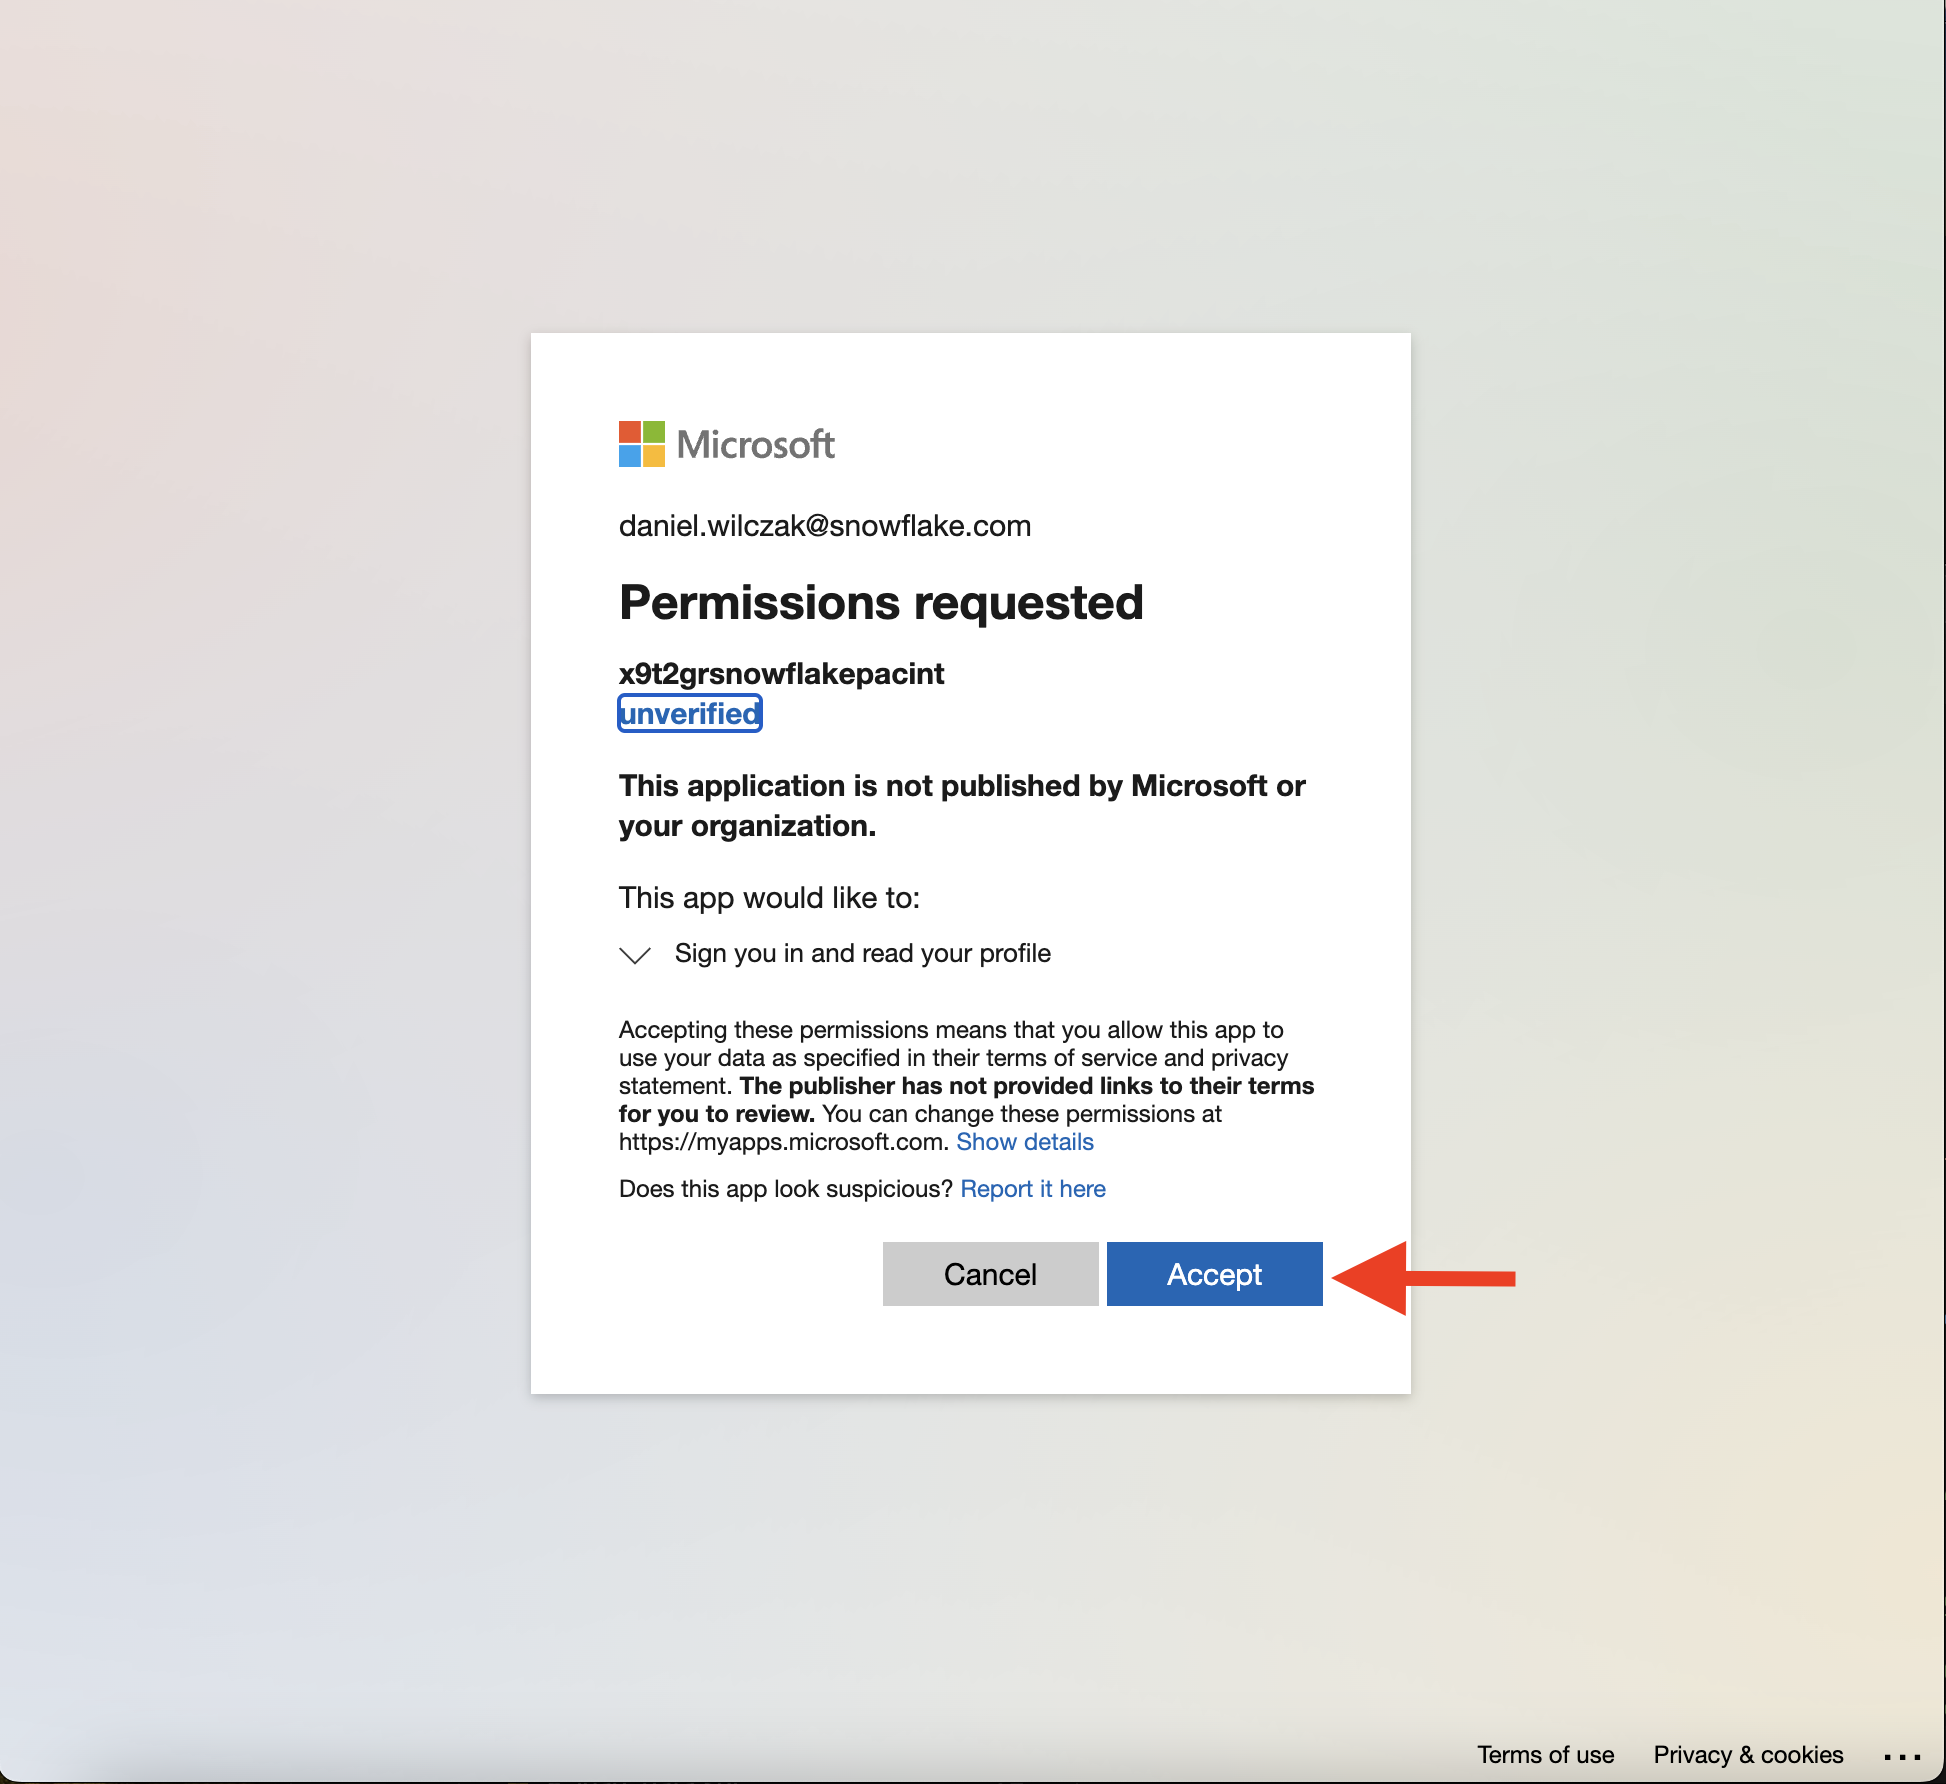 Microsoft
daniel.wilczak@snowflake.com
Permissions requested
x9t2grsnowflakepacint
unverified
This application is not published by Microsoft or
your organization.
This app would like to:
Sign you in and read your profile
Accepting these permissions means that you allow this app to
use your data as specified in their terms of service and privacy
statement. The publisher has not provided links to their terms
for you to review. You can change these permissions at
https://myapps.microsoft.com. Show details
Does this app look suspicious? Report it here
Cancel Accept
Terms of use Privacy & cookies ...